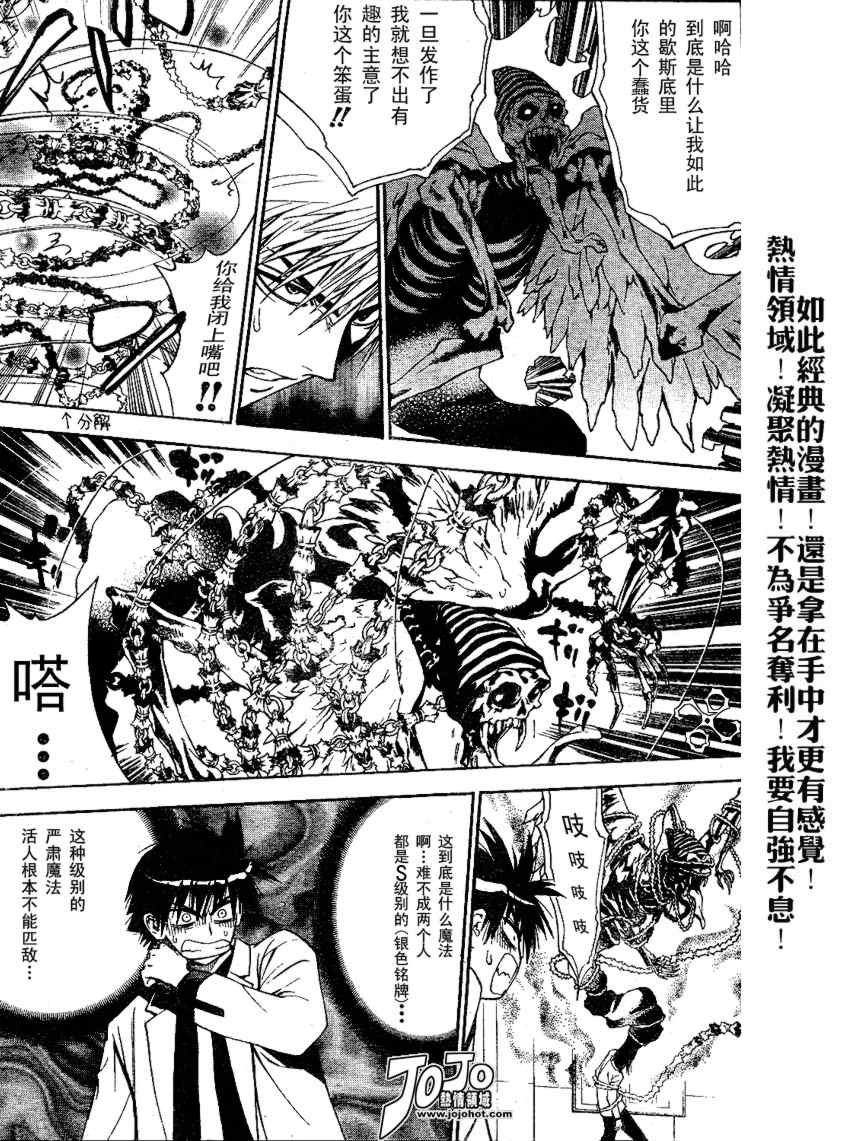 啊哈哈
到底是什么让我如此
的歇斯底里
你这个蠢货
一旦发作了
我就想不出有
趣的主意了
你这个笨蛋!!
你给我闭上嘴吧!!
↑分解
嗒…
吱
吱
吱
吱
这到底是什么魔法
啊…难不成两个人
都是S级别的(银色铭牌)…
这种级别的
严肃魔法
活人根本不能匹敌…
如此經典的漫畫!還是拿在手中才更有感覺!
熱情領域!凝聚熱情!不為爭名奪利!我要自強不息!
JOJO
熱情領域
www.jojohot.com